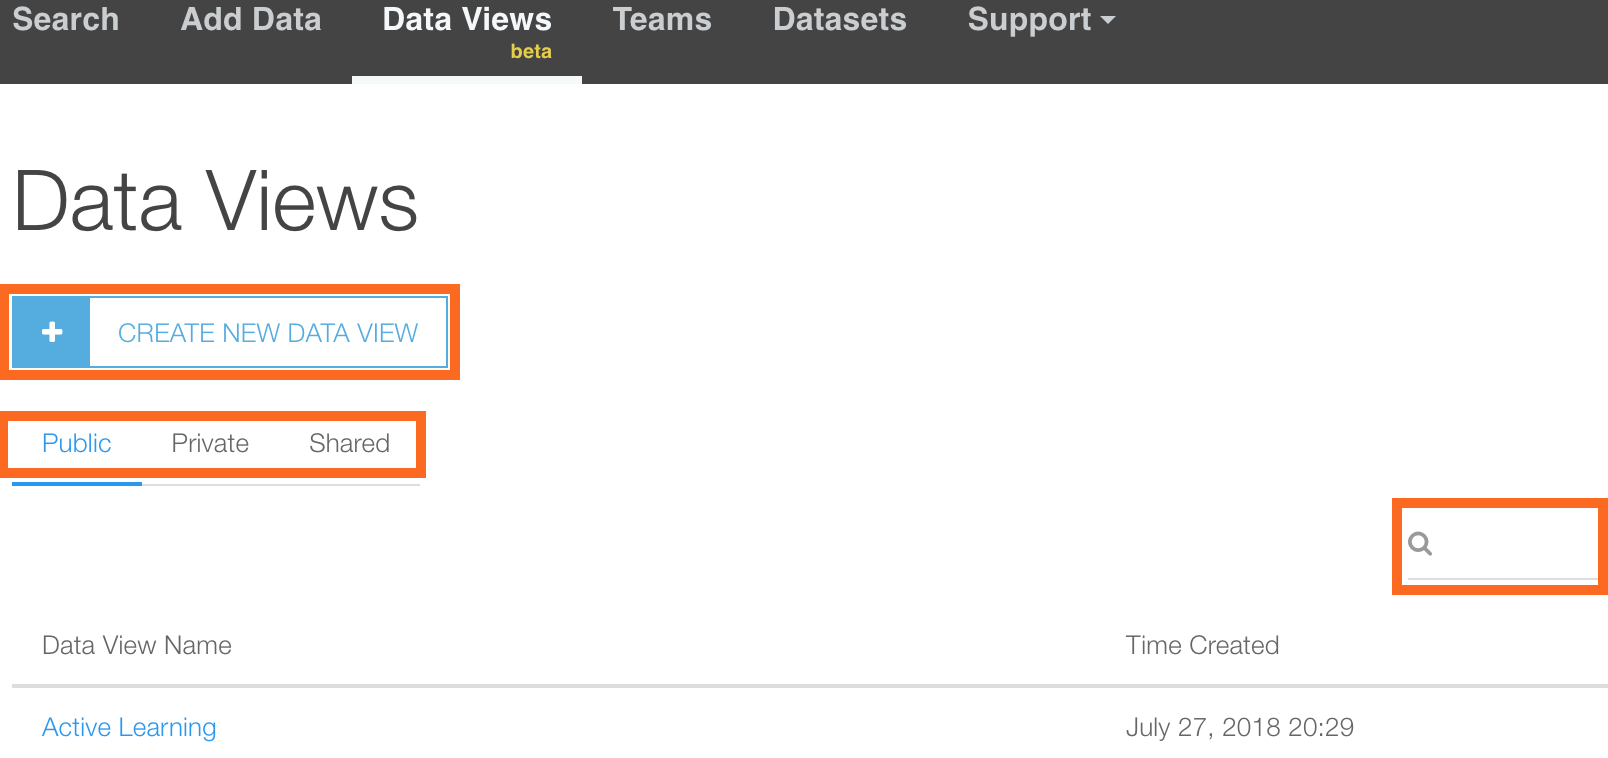 Search Add Data Data Views Teams Datasets Support
beta
Data Views
CREATE NEW DATA VIEW
Public Private Shared
Data View Name Time Created
Active Learning July 27, 2018 20:29